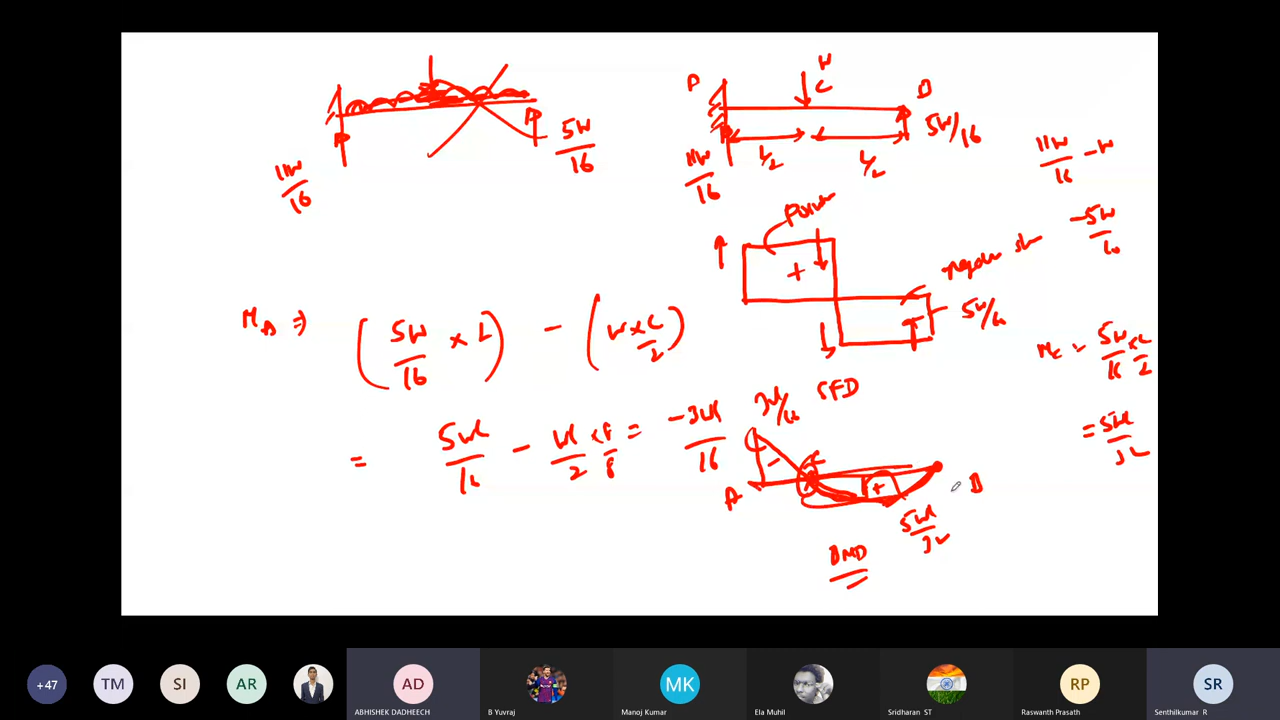 W
C
A
B
5W/16
11W/16
L/2
L/2
5W/16
11W/16
11W/16 - W
-5W/16
+
5W/16
M_A ⇒ (5W/16 × L) - (W × L/2)
SFD
= 5WL/16 - WL/2 × 8/8 = -3WL/16
3WL/16
M_C = 5W/16 × L/2
= 5WL/32
-
+
A
B
5WL/32
BMD
+47
TM
SI
AR
AD
ABHISHEK DADHEECH
B Yuvraj
MK
Manoj Kumar
Ela Muhil
Sridharan ST
RP
Raswanth Prasath
SR
Senthilkumar R